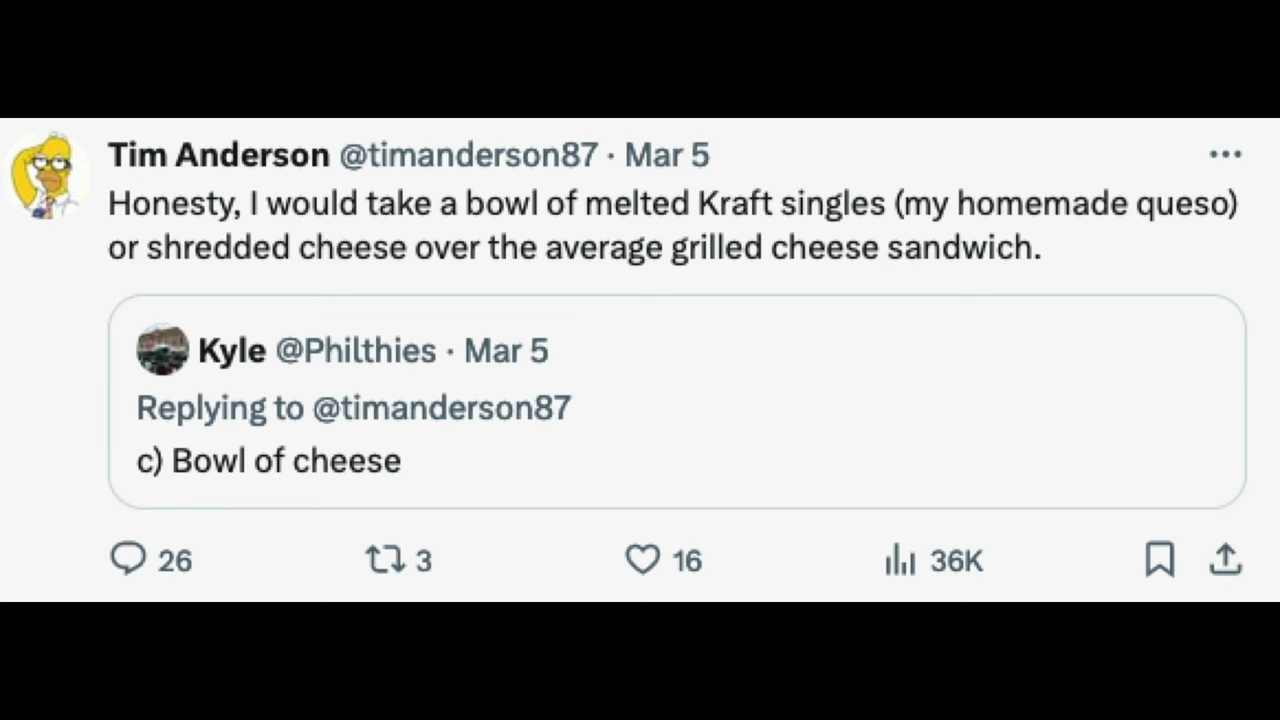 Tim Anderson @timanderson87 · Mar 5
Honesty, I would take a bowl of melted Kraft singles (my homemade queso)
or shredded cheese over the average grilled cheese sandwich.
Kyle @Philthies · Mar 5
Replying to @timanderson87
c) Bowl of cheese
26 3 16 36K